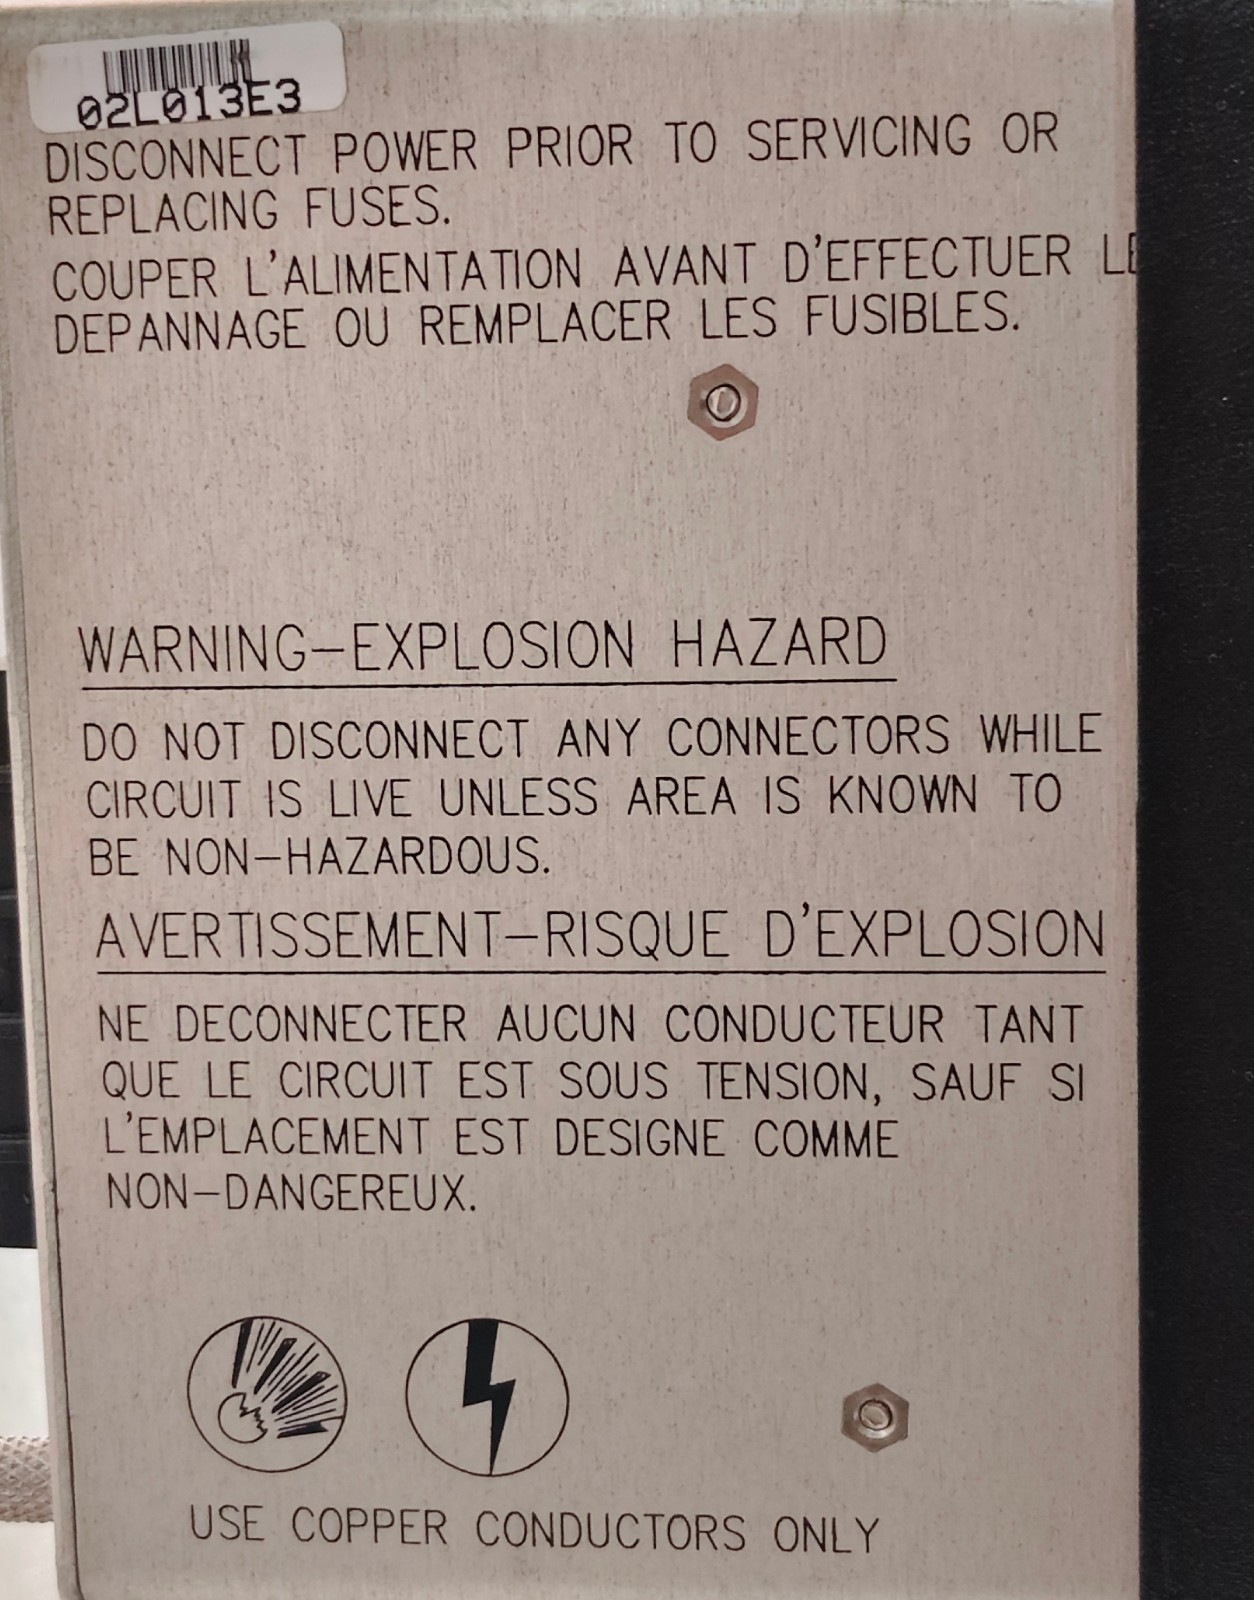 02L013E3
DISCONNECT POWER PRIOR TO SERVICING OR
REPLACING FUSES.
COUPER L'ALIMENTATION AVANT D'EFFECTUER LE
DEPANNAGE OU REMPLACER LES FUSIBLES.
WARNING—EXPLOSION HAZARD
DO NOT DISCONNECT ANY CONNECTORS WHILE
CIRCUIT IS LIVE UNLESS AREA IS KNOWN TO
BE NON—HAZARDOUS.
AVERTISSEMENT—RISQUE D'EXPLOSION
NE DECONNECTER AUCUN CONDUCTEUR TANT
QUE LE CIRCUIT EST SOUS TENSION, SAUF SI
L'EMPLACEMENT EST DESIGNE COMME
NON—DANGEREUX.
USE COPPER CONDUCTORS ONLY